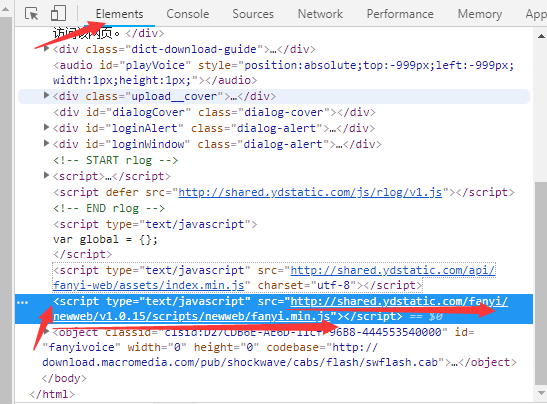 Elements Console Sources Network Performance Memory App
访问该网页。</div>
<div class="dict-download-guide">…</div>
<audio id="playVoice" style="position:absolute;top:-999px;left:-999px;
width:1px;height:1px;"></audio>
<div class="upload__cover">…</div>
<div id="dialogCover" class="dialog-cover"></div>
<div id="loginAlert" class="dialog-alert">…</div>
<div id="loginWindow" class="dialog-alert">…</div>
<!-- START rlog -->
<script>…</script>
<script defer src="http://shared.ydstatic.com/js/rlog/v1.js"></script>
<!-- END rlog -->
<script type="text/javascript">
var global = {};
</script>
<script type="text/javascript" src="http://shared.ydstatic.com/api/
fanyi-web/assets/index.min.js" charset="utf-8"></script>
… <script type="text/javascript" src="http://shared.ydstatic.com/fanyi/
newweb/v1.0.15/scripts/newweb/fanyi.min.js"></script> == $0
<object classid="clsid:D27CDB6E-AE6D-11cf-96B8-444553540000" id=
"fanyivoice" width="0" height="0" codebase="http://
download.macromedia.com/pub/shockwave/cabs/flash/swflash.cab">…</object>
</body>
</html>